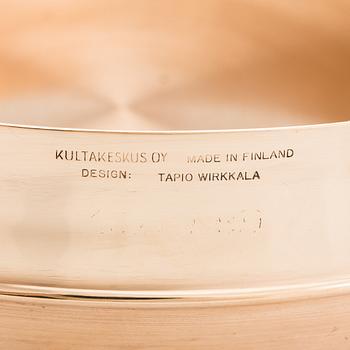 KULTAKESKUS OY MADE IN FINLAND
DESIGN: TAPIO WIRKKALA